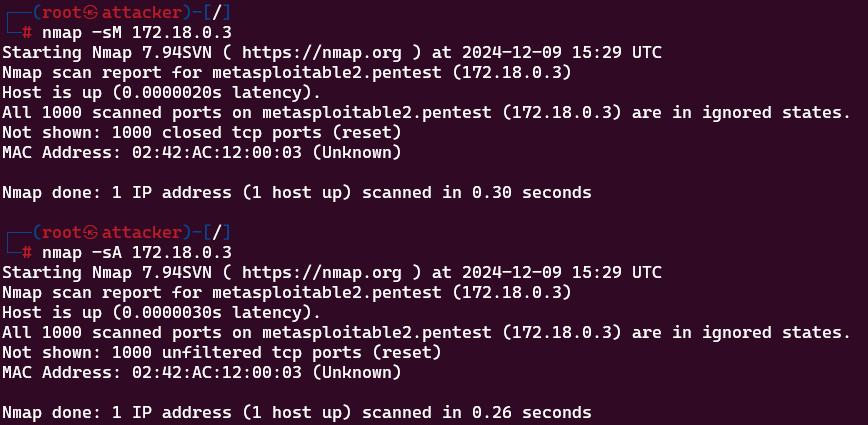 ┌──(root㉿attacker)-[/]
└─# nmap -sM 172.18.0.3
Starting Nmap 7.94SVN ( https://nmap.org ) at 2024-12-09 15:29 UTC
Nmap scan report for metasploitable2.pentest (172.18.0.3)
Host is up (0.0000020s latency).
All 1000 scanned ports on metasploitable2.pentest (172.18.0.3) are in ignored states.
Not shown: 1000 closed tcp ports (reset)
MAC Address: 02:42:AC:12:00:03 (Unknown)

Nmap done: 1 IP address (1 host up) scanned in 0.30 seconds

┌──(root㉿attacker)-[/]
└─# nmap -sA 172.18.0.3
Starting Nmap 7.94SVN ( https://nmap.org ) at 2024-12-09 15:29 UTC
Nmap scan report for metasploitable2.pentest (172.18.0.3)
Host is up (0.0000030s latency).
All 1000 scanned ports on metasploitable2.pentest (172.18.0.3) are in ignored states.
Not shown: 1000 unfiltered tcp ports (reset)
MAC Address: 02:42:AC:12:00:03 (Unknown)

Nmap done: 1 IP address (1 host up) scanned in 0.26 seconds